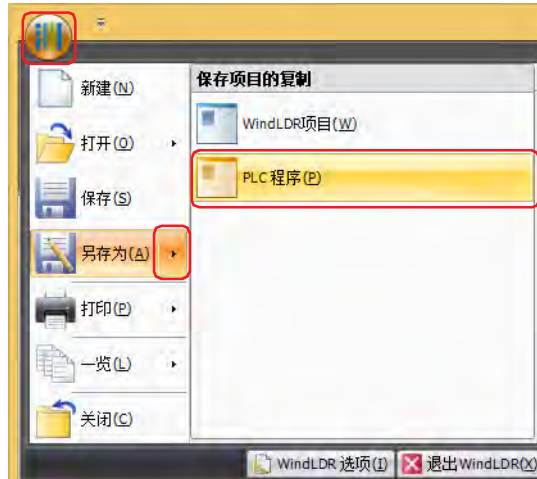 新建(N)
打开(O)
保存(S)
另存为(A)
打印(P)
一览(L)
关闭(C)
保存项目的复制
WindLDR项目(W)
PLC 程序(P)
WindLDR 选项(I)
退出WindLDR(X)